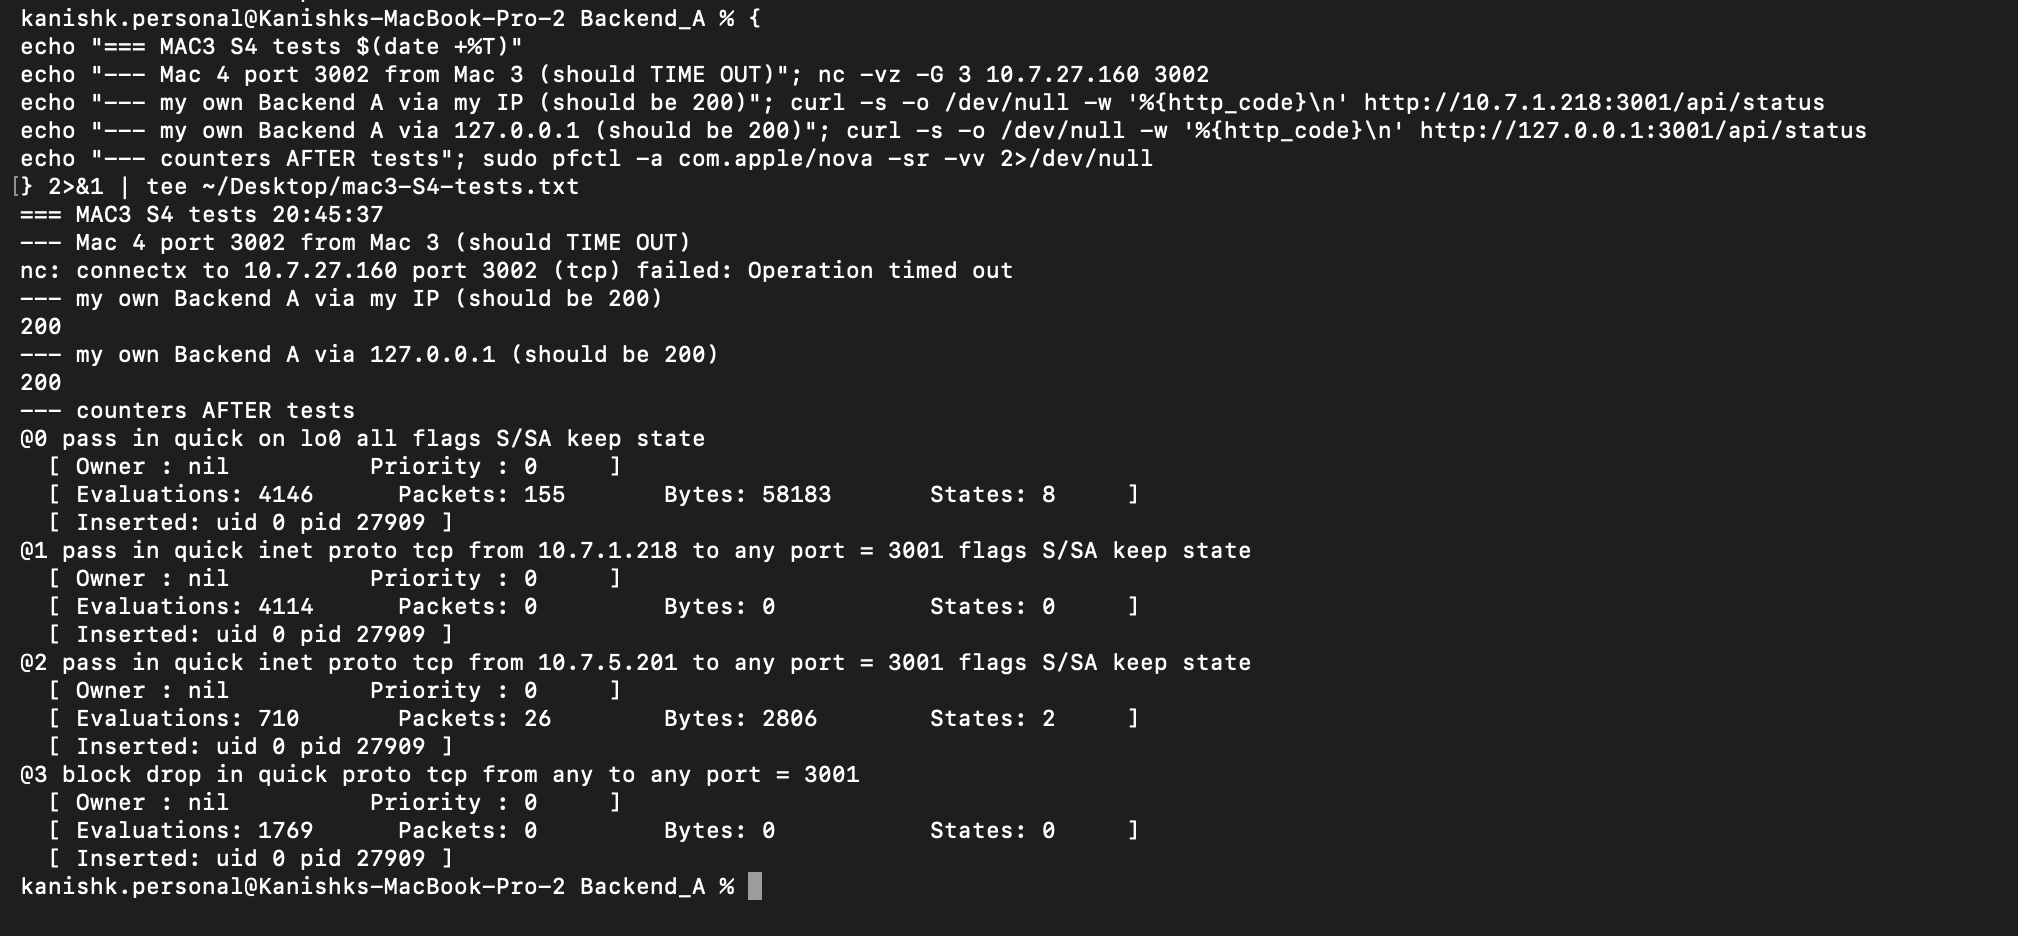 kanishk.personal@Kanishks-MacBook-Pro-2 Backend_A % {
echo "=== MAC3 S4 tests $(date +%T)"
echo "--- Mac 4 port 3002 from Mac 3 (should TIME OUT)"; nc -vz -G 3 10.7.27.160 3002
echo "--- my own Backend A via my IP (should be 200)"; curl -s -o /dev/null -w '%{http_code}\n' http://10.7.1.218:3001/api/status
echo "--- my own Backend A via 127.0.0.1 (should be 200)"; curl -s -o /dev/null -w '%{http_code}\n' http://127.0.0.1:3001/api/status
echo "--- counters AFTER tests"; sudo pfctl -a com.apple/nova -sr -vv 2>/dev/null
[} 2>&1 | tee ~/Desktop/mac3-S4-tests.txt
=== MAC3 S4 tests 20:45:37
--- Mac 4 port 3002 from Mac 3 (should TIME OUT)
nc: connectx to 10.7.27.160 port 3002 (tcp) failed: Operation timed out
--- my own Backend A via my IP (should be 200)
200
--- my own Backend A via 127.0.0.1 (should be 200)
200
--- counters AFTER tests
@0 pass in quick on lo0 all flags S/SA keep state
  [ Owner : nil          Priority : 0     ]
  [ Evaluations: 4146      Packets: 155       Bytes: 58183       States: 8     ]
  [ Inserted: uid 0 pid 27909 ]
@1 pass in quick inet proto tcp from 10.7.1.218 to any port = 3001 flags S/SA keep state
  [ Owner : nil          Priority : 0     ]
  [ Evaluations: 4114      Packets: 0         Bytes: 0           States: 0     ]
  [ Inserted: uid 0 pid 27909 ]
@2 pass in quick inet proto tcp from 10.7.5.201 to any port = 3001 flags S/SA keep state
  [ Owner : nil          Priority : 0     ]
  [ Evaluations: 710       Packets: 26        Bytes: 2806        States: 2     ]
  [ Inserted: uid 0 pid 27909 ]
@3 block drop in quick proto tcp from any to any port = 3001
  [ Owner : nil          Priority : 0     ]
  [ Evaluations: 1769      Packets: 0         Bytes: 0           States: 0     ]
  [ Inserted: uid 0 pid 27909 ]
kanishk.personal@Kanishks-MacBook-Pro-2 Backend_A %